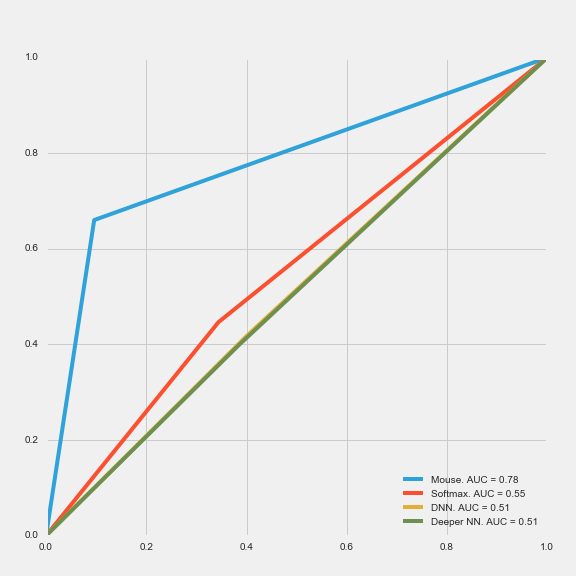 1.0
0.8
0.6
0.4
0.2
0.0
0.0 0.2 0.4 0.6 0.8 1.0
Mouse. AUC = 0.78
Softmax. AUC = 0.55
DNN. AUC = 0.51
Deeper NN. AUC = 0.51